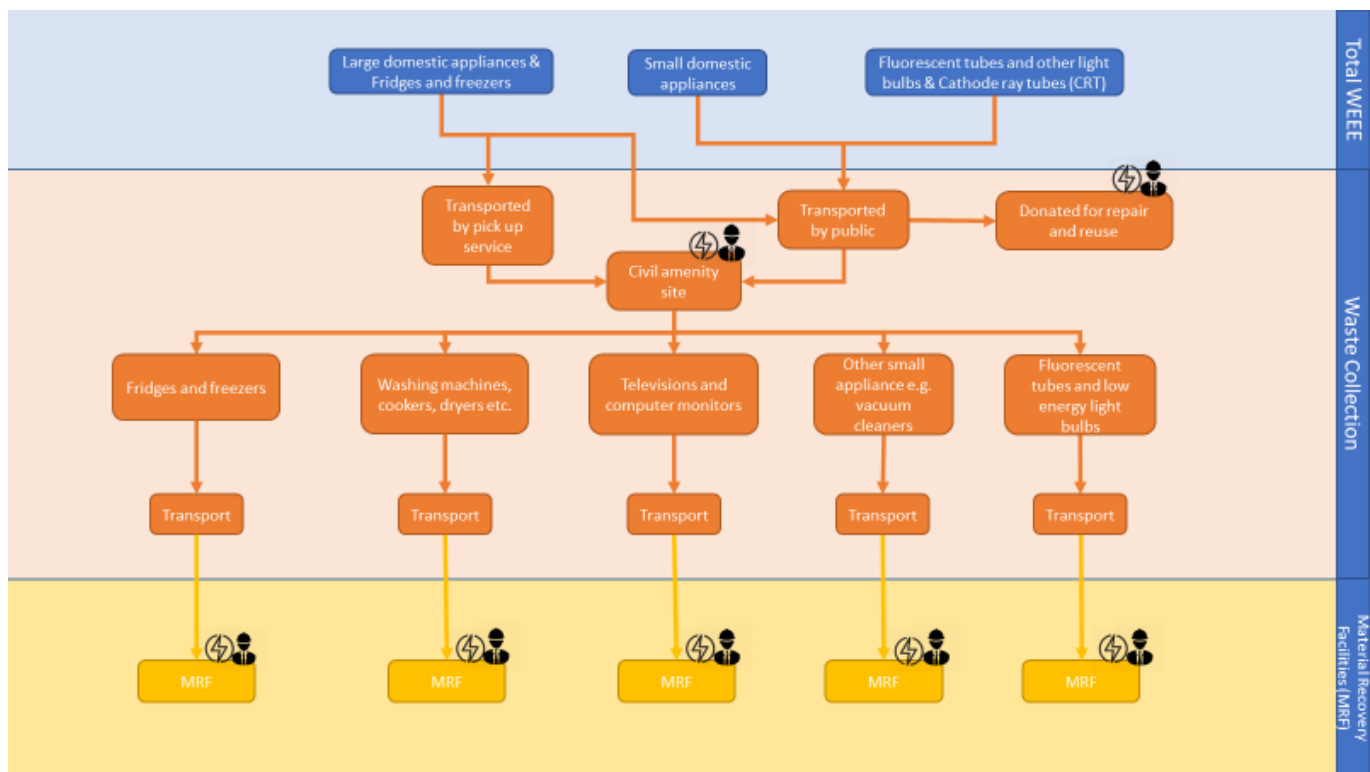 Large domestic appliances &
Fridges and freezers
Small domestic
appliances
Fluorescent tubes and other light
bulbs & Cathode ray tubes (CRT)
Total WEEE
Transported
by pick up
service
Transported
by public
Donated for repair
and reuse
Civil amenity
site
Waste Collection
Fridges and freezers
Washing machines,
cookers, dryers etc.
Televisions and
computer monitors
Other small
appliance e.g.
vacuum
cleaners
Fluorescent
tubes and low
energy light
bulbs
Transport
Transport
Transport
Transport
Transport
MRF
MRF
MRF
MRF
MRF
Material Recovery
Facilities (MRF)